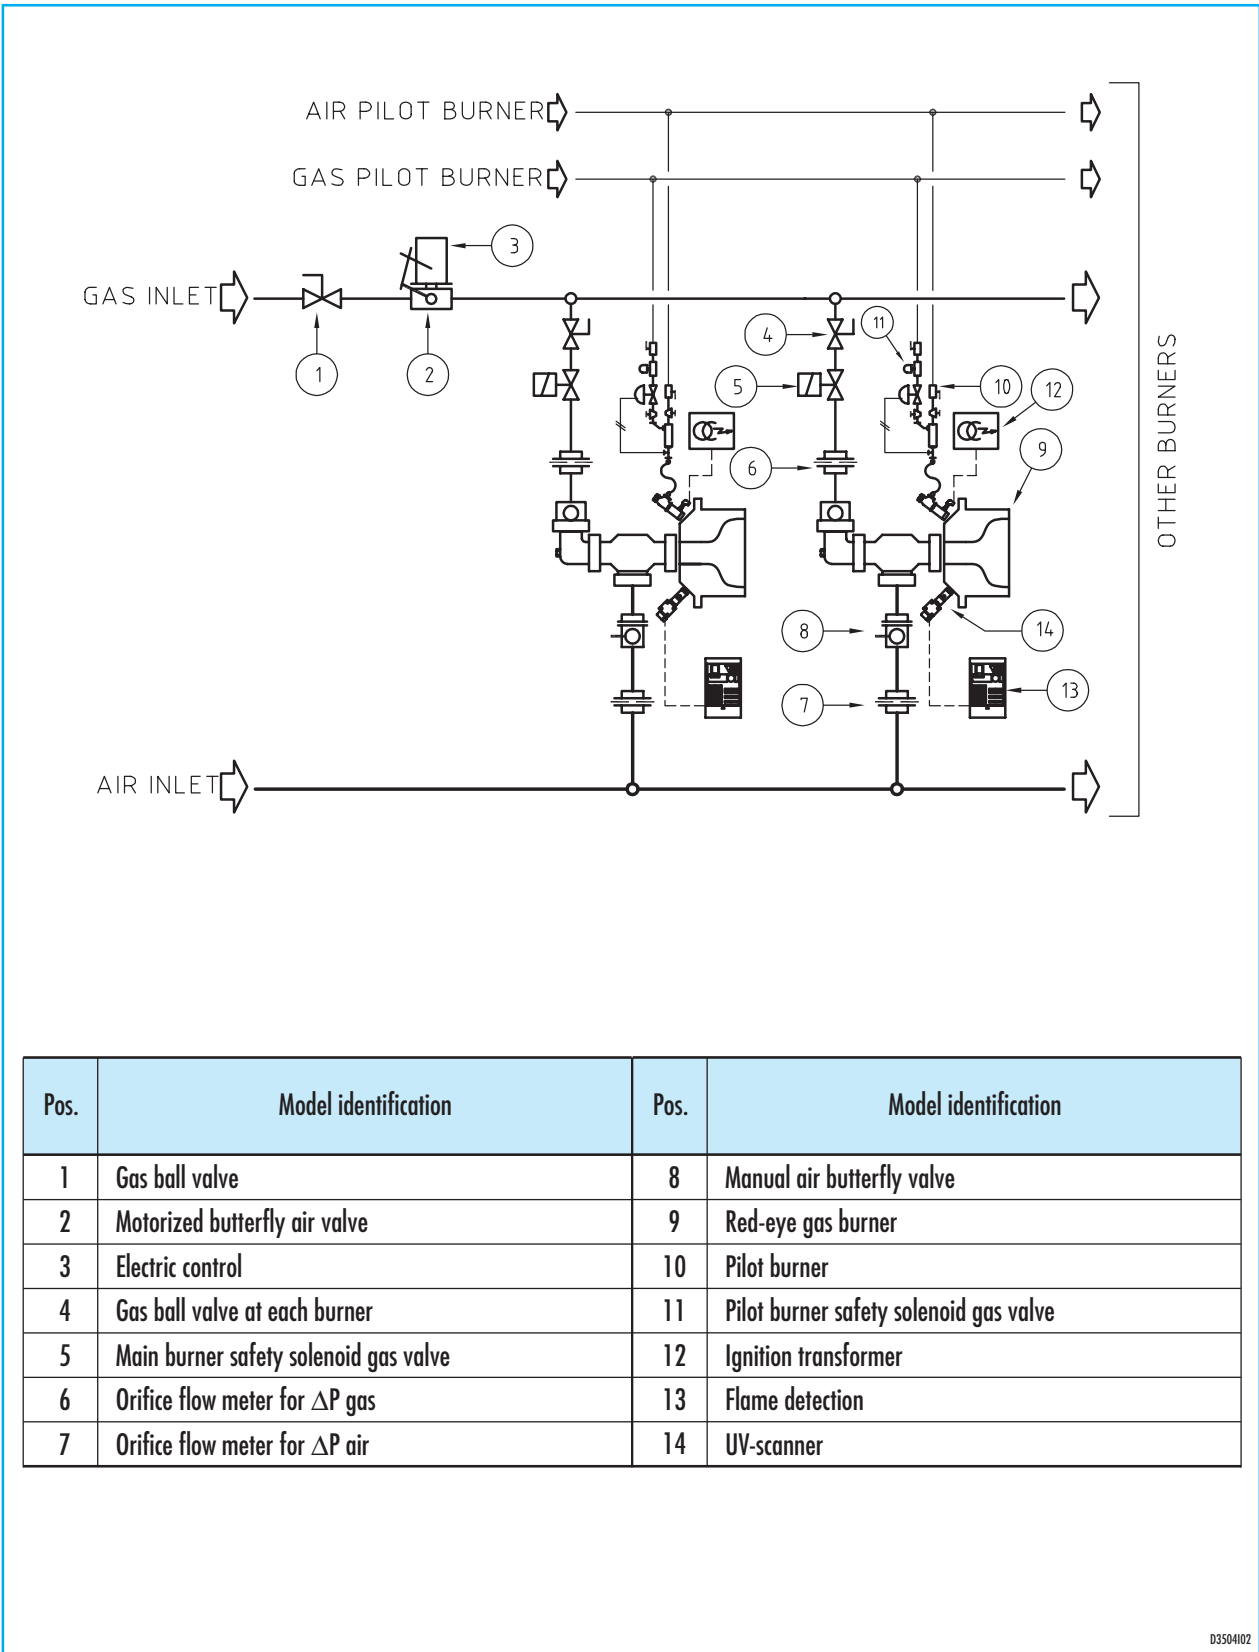 AIR PILOT BURNER
GAS PILOT BURNER
3
GAS INLET
1
2
4
11
5
10
12
6
9
OTHER BURNERS
8
14
7
13
AIR INLET
Pos. Model identification Pos. Model identification
1 Gas ball valve 8 Manual air butterfly valve
2 Motorized butterfly air valve 9 Red-eye gas burner
3 Electric control 10 Pilot burner
4 Gas ball valve at each burner 11 Pilot burner safety solenoid gas valve
5 Main burner safety solenoid gas valve 12 Ignition transformer
6 Orifice flow meter for ΔP gas 13 Flame detection
7 Orifice flow meter for ΔP air 14 UV-scanner
D3504I02